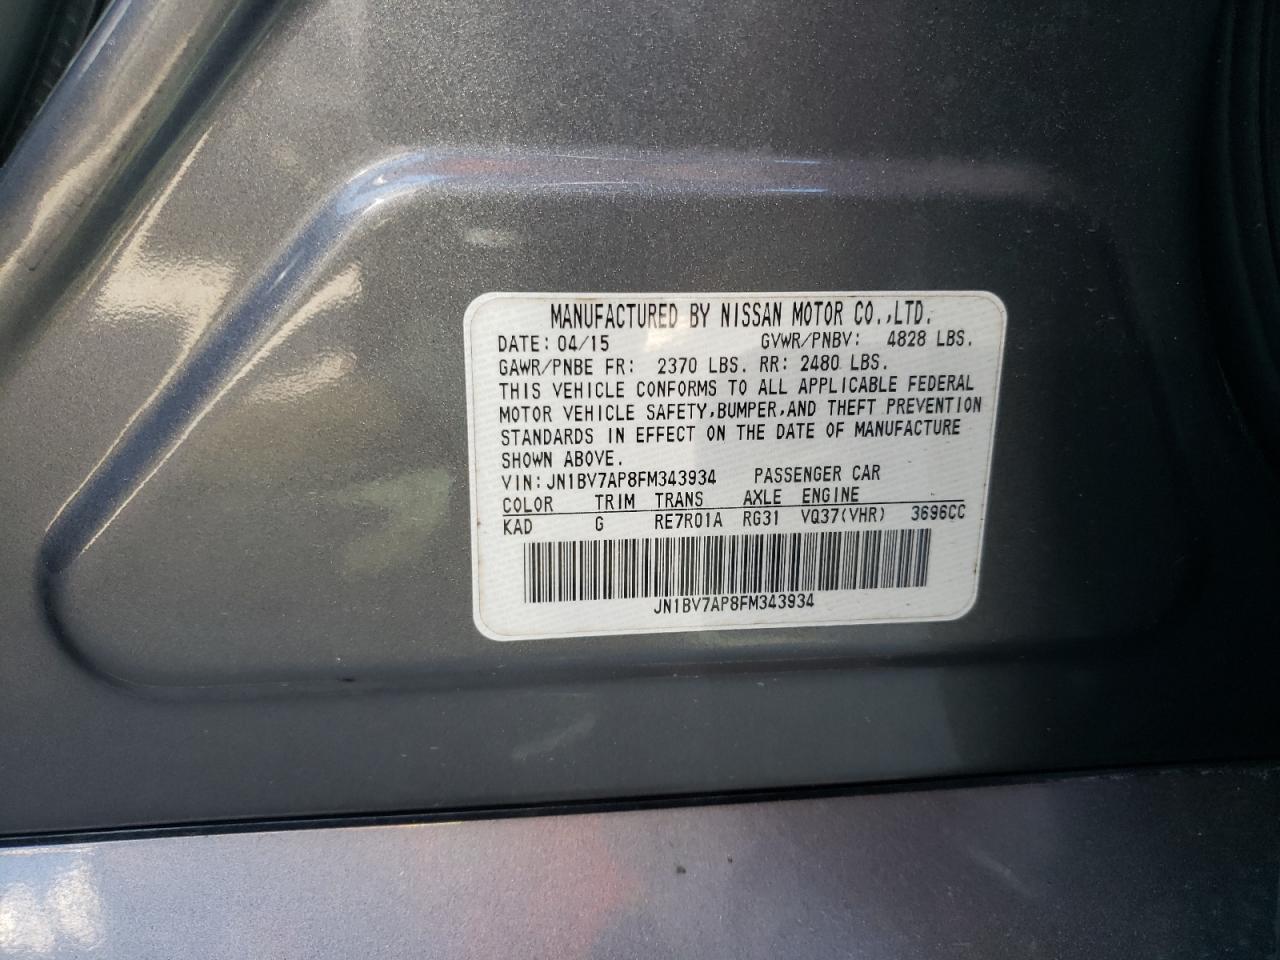 MANUFACTURED BY NISSAN MOTOR CO.,LTD.
DATE: 04/15 GVWR/PNBV: 4828 LBS.
GAWR/PNBE FR: 2370 LBS. RR: 2480 LBS.
THIS VEHICLE CONFORMS TO ALL APPLICABLE FEDERAL
MOTOR VEHICLE SAFETY,BUMPER,AND THEFT PREVENTION
STANDARDS IN EFFECT ON THE DATE OF MANUFACTURE
SHOWN ABOVE.
VIN: JN1BV7AP8FM343934 PASSENGER CAR
COLOR TRIM TRANS AXLE ENGINE
KAD G RE7R01A RG31 VQ37(VHR) 3696CC
JN1BV7AP8FM343934